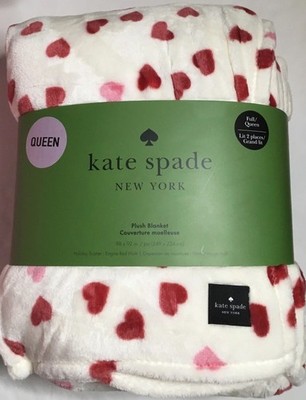 QUEEN
Full/
Queen
Lit 2 places/
Grand lit
kate spade
NEW YORK
Plush Blanket
Couverture moelleuse
kate spade
NEW YORK